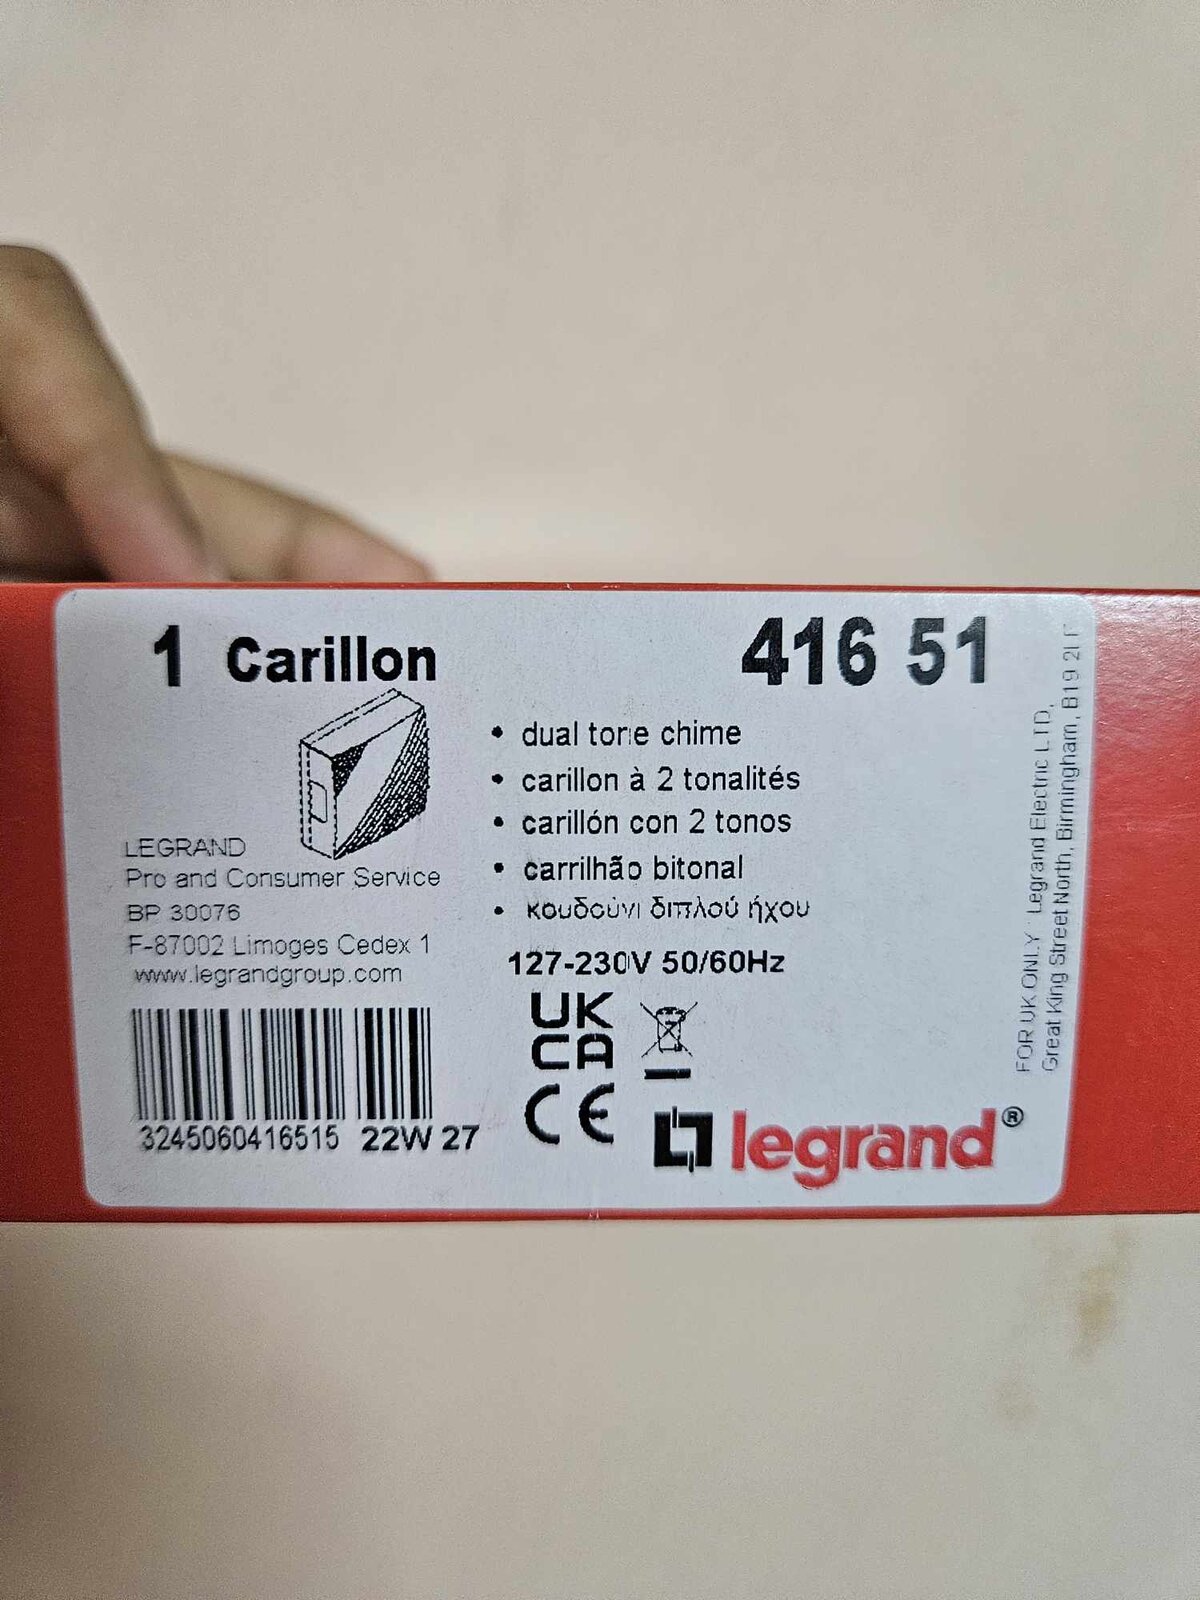 1 Carillon
416 51
• dual tone chime
• carillon à 2 tonalités
• carillón con 2 tonos
• carrilhão bitonal
• κουδούνι διπλού ήχου
127-230V 50/60Hz
LEGRAND
Pro and Consumer Service
BP 30076
F-87002 Limoges Cedex 1
www.legrandgroup.com
3245060416515 22W 27
UK
CA
CE
legrand®
FOR UK ONLY Legrand Electric LTD,
Great King Street North, Birmingham, B19